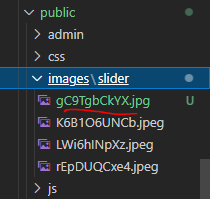 public
admin
css
images\slider
gC9TgbCkYX.jpg U
K6B1O6UNCb.jpeg
LWi6hINpXz.jpeg
rEpDUQCxe4.jpeg
js